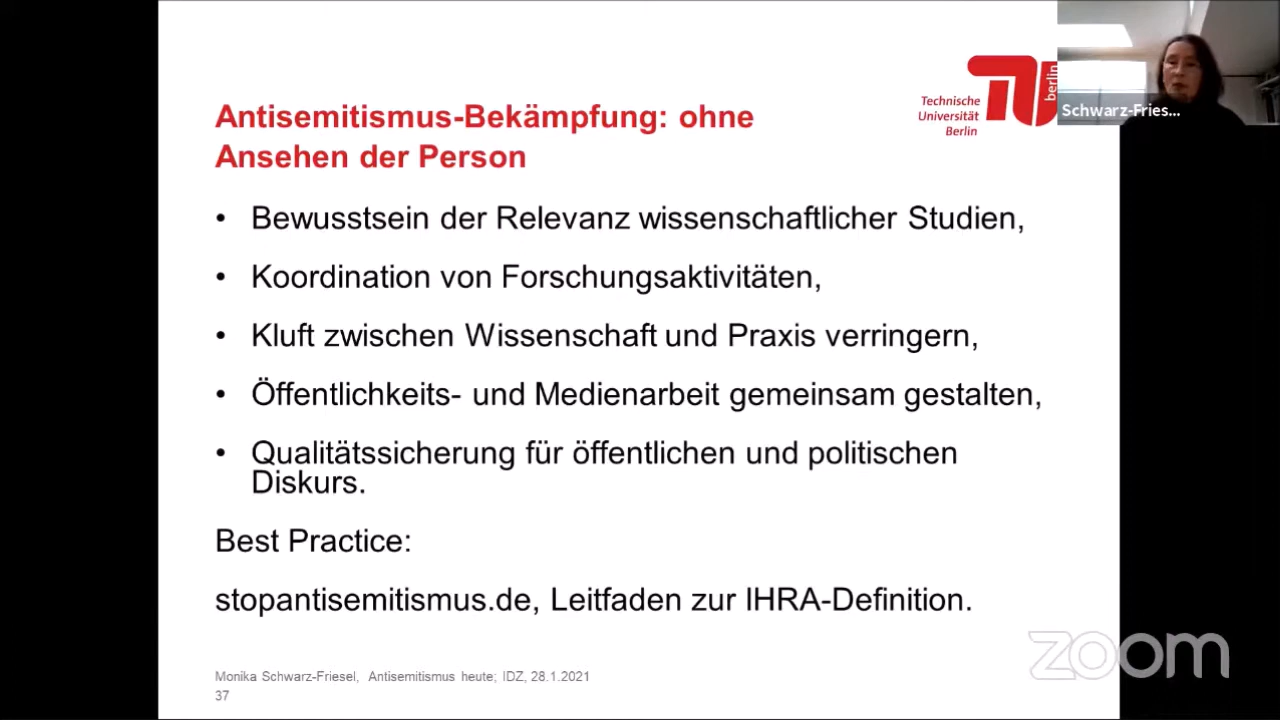 Technische
Universität
Berlin
berlin
Schwarz-Fries...
Antisemitismus-Bekämpfung: ohne
Ansehen der Person
• Bewusstsein der Relevanz wissenschaftlicher Studien,
• Koordination von Forschungsaktivitäten,
• Kluft zwischen Wissenschaft und Praxis verringern,
• Öffentlichkeits- und Medienarbeit gemeinsam gestalten,
• Qualitätssicherung für öffentlichen und politischen
Diskurs.
Best Practice:
stopantisemitismus.de, Leitfaden zur IHRA-Definition.
zoom
Monika Schwarz-Friesel, Antisemitismus heute; IDZ, 28.1.2021
37